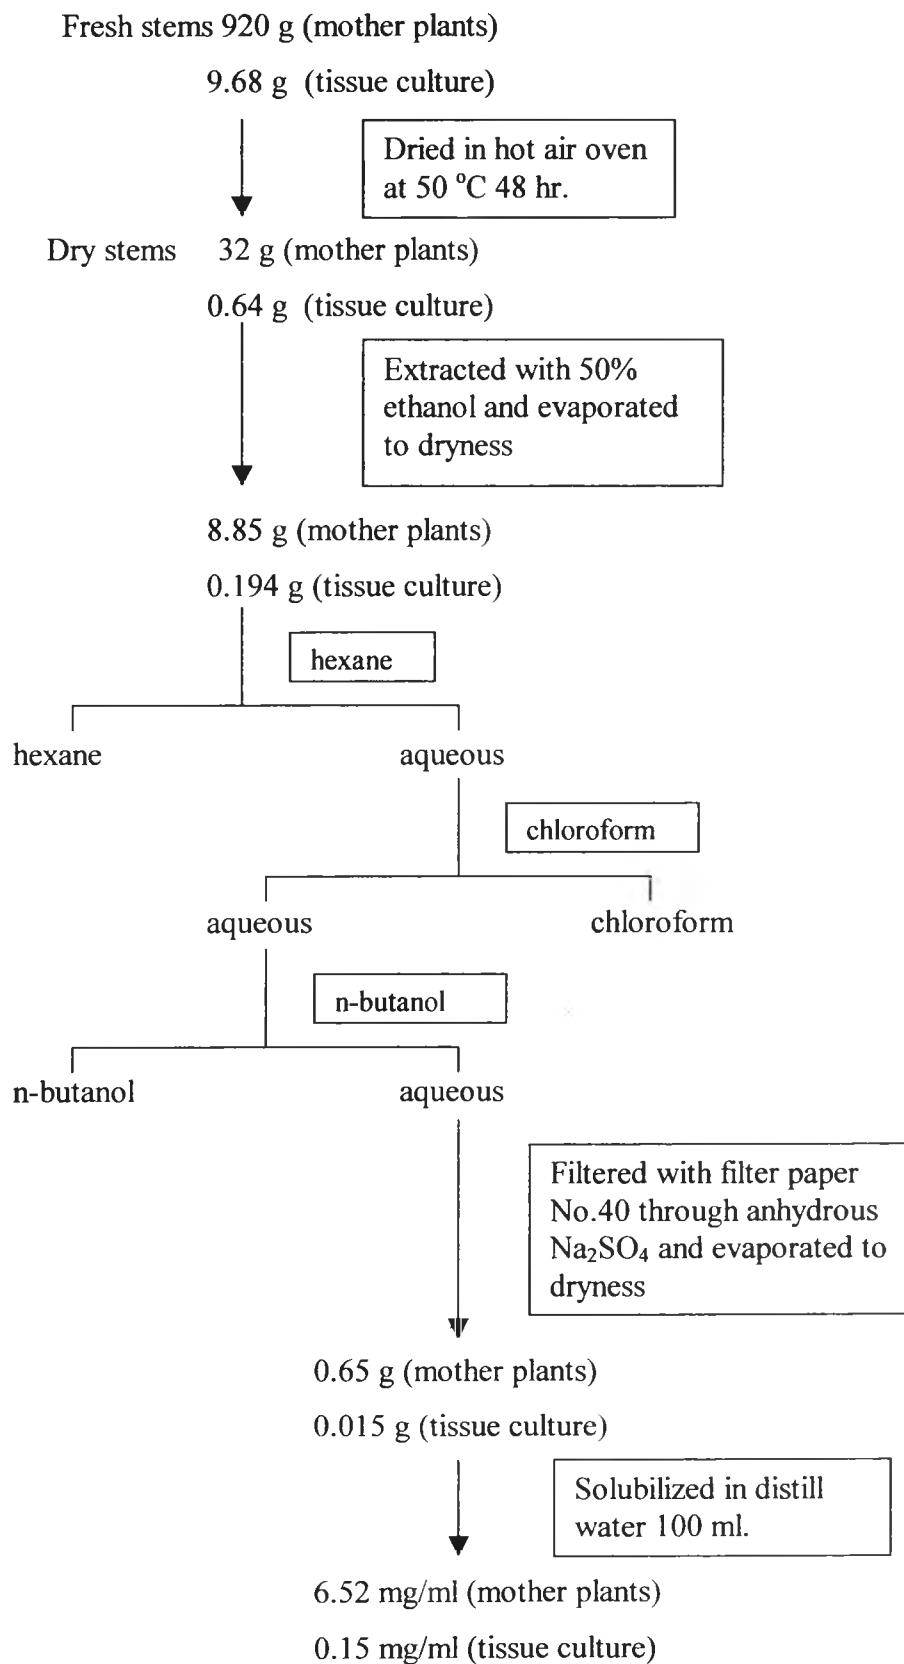 Fresh stems 920 g (mother plants)
9.68 g (tissue culture)
Dried in hot air oven
at 50 °C 48 hr.
Dry stems 32 g (mother plants)
0.64 g (tissue culture)
Extracted with 50%
ethanol and evaporated
to dryness
8.85 g (mother plants)
0.194 g (tissue culture)
hexane
hexane aqueous
chloroform
aqueous chloroform
n-butanol
n-butanol aqueous
Filtered with filter paper
No.40 through anhydrous
Na₂SO₄ and evaporated to
dryness
0.65 g (mother plants)
0.015 g (tissue culture)
Solubilized in distill
water 100 ml.
6.52 mg/ml (mother plants)
0.15 mg/ml (tissue culture)